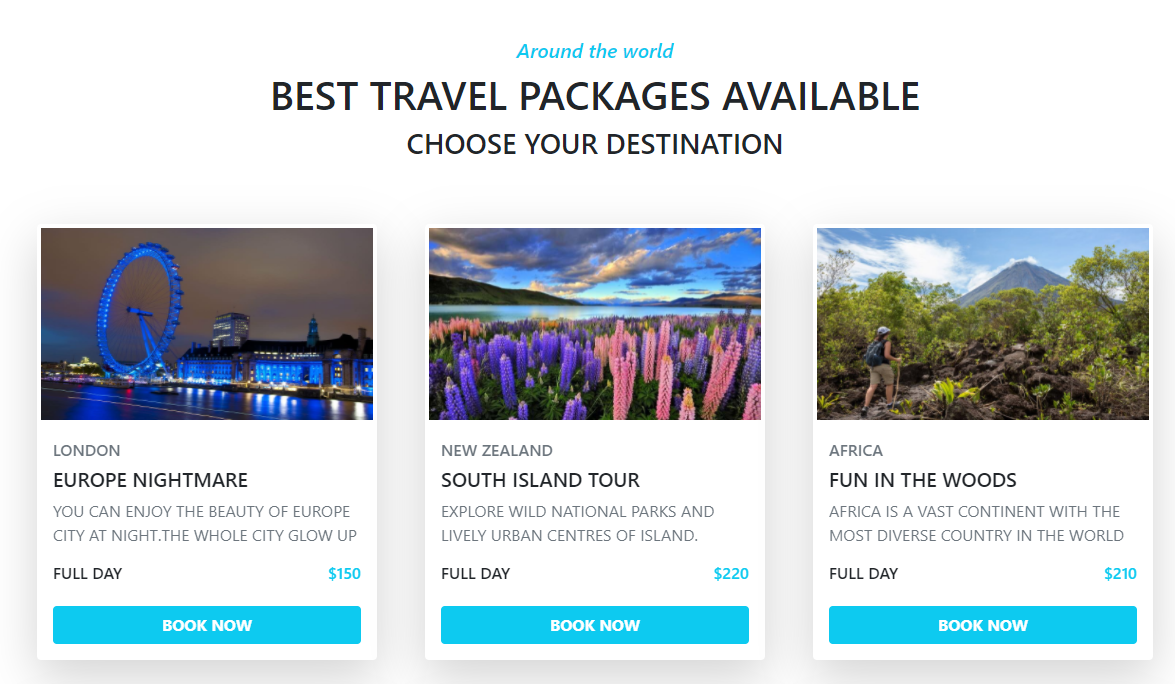 Around the world
BEST TRAVEL PACKAGES AVAILABLE
CHOOSE YOUR DESTINATION
LONDON
EUROPE NIGHTMARE
YOU CAN ENJOY THE BEAUTY OF EUROPE
CITY AT NIGHT.THE WHOLE CITY GLOW UP
FULL DAY $150
BOOK NOW
NEW ZEALAND
SOUTH ISLAND TOUR
EXPLORE WILD NATIONAL PARKS AND
LIVELY URBAN CENTRES OF ISLAND.
FULL DAY $220
BOOK NOW
AFRICA
FUN IN THE WOODS
AFRICA IS A VAST CONTINENT WITH THE
MOST DIVERSE COUNTRY IN THE WORLD
FULL DAY $210
BOOK NOW